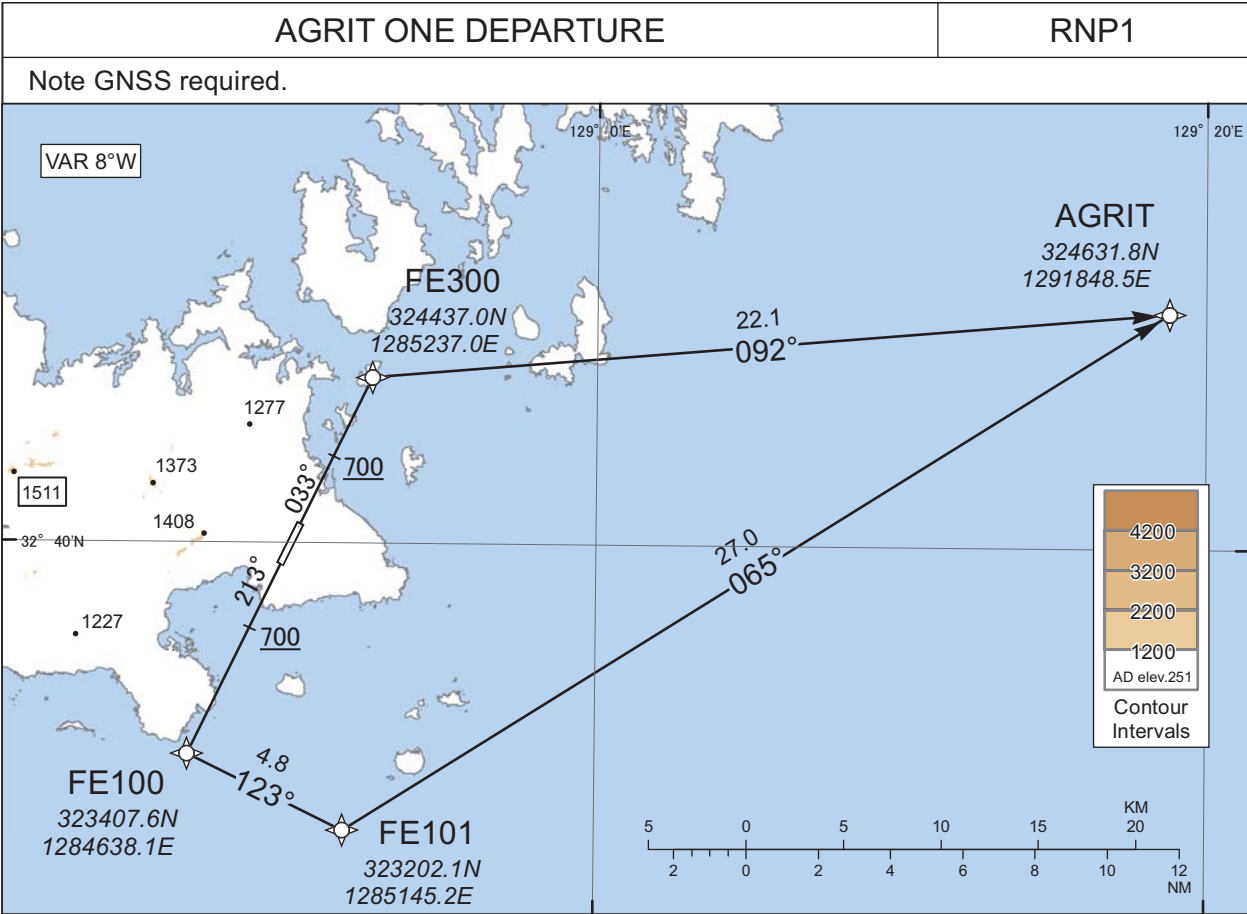 AGRIT ONE DEPARTURE
RNP1
Note GNSS required.
VAR 8°W
129° 0'E
129° 20'E
AGRIT
324631.8N
1291848.5E
FE300
324437.0N
1285237.0E
22.1
092°
1277
1373
1511
1408
700
033°
32° 40'N
213°
27.0
065°
1227
700
4200
3200
2200
1200
AD elev.251
Contour
Intervals
4.8
123°
FE100
323407.6N
1284638.1E
FE101
323202.1N
1285145.2E
KM
5 0 5 10 15 20
2 0 2 4 6 8 10 12
NM